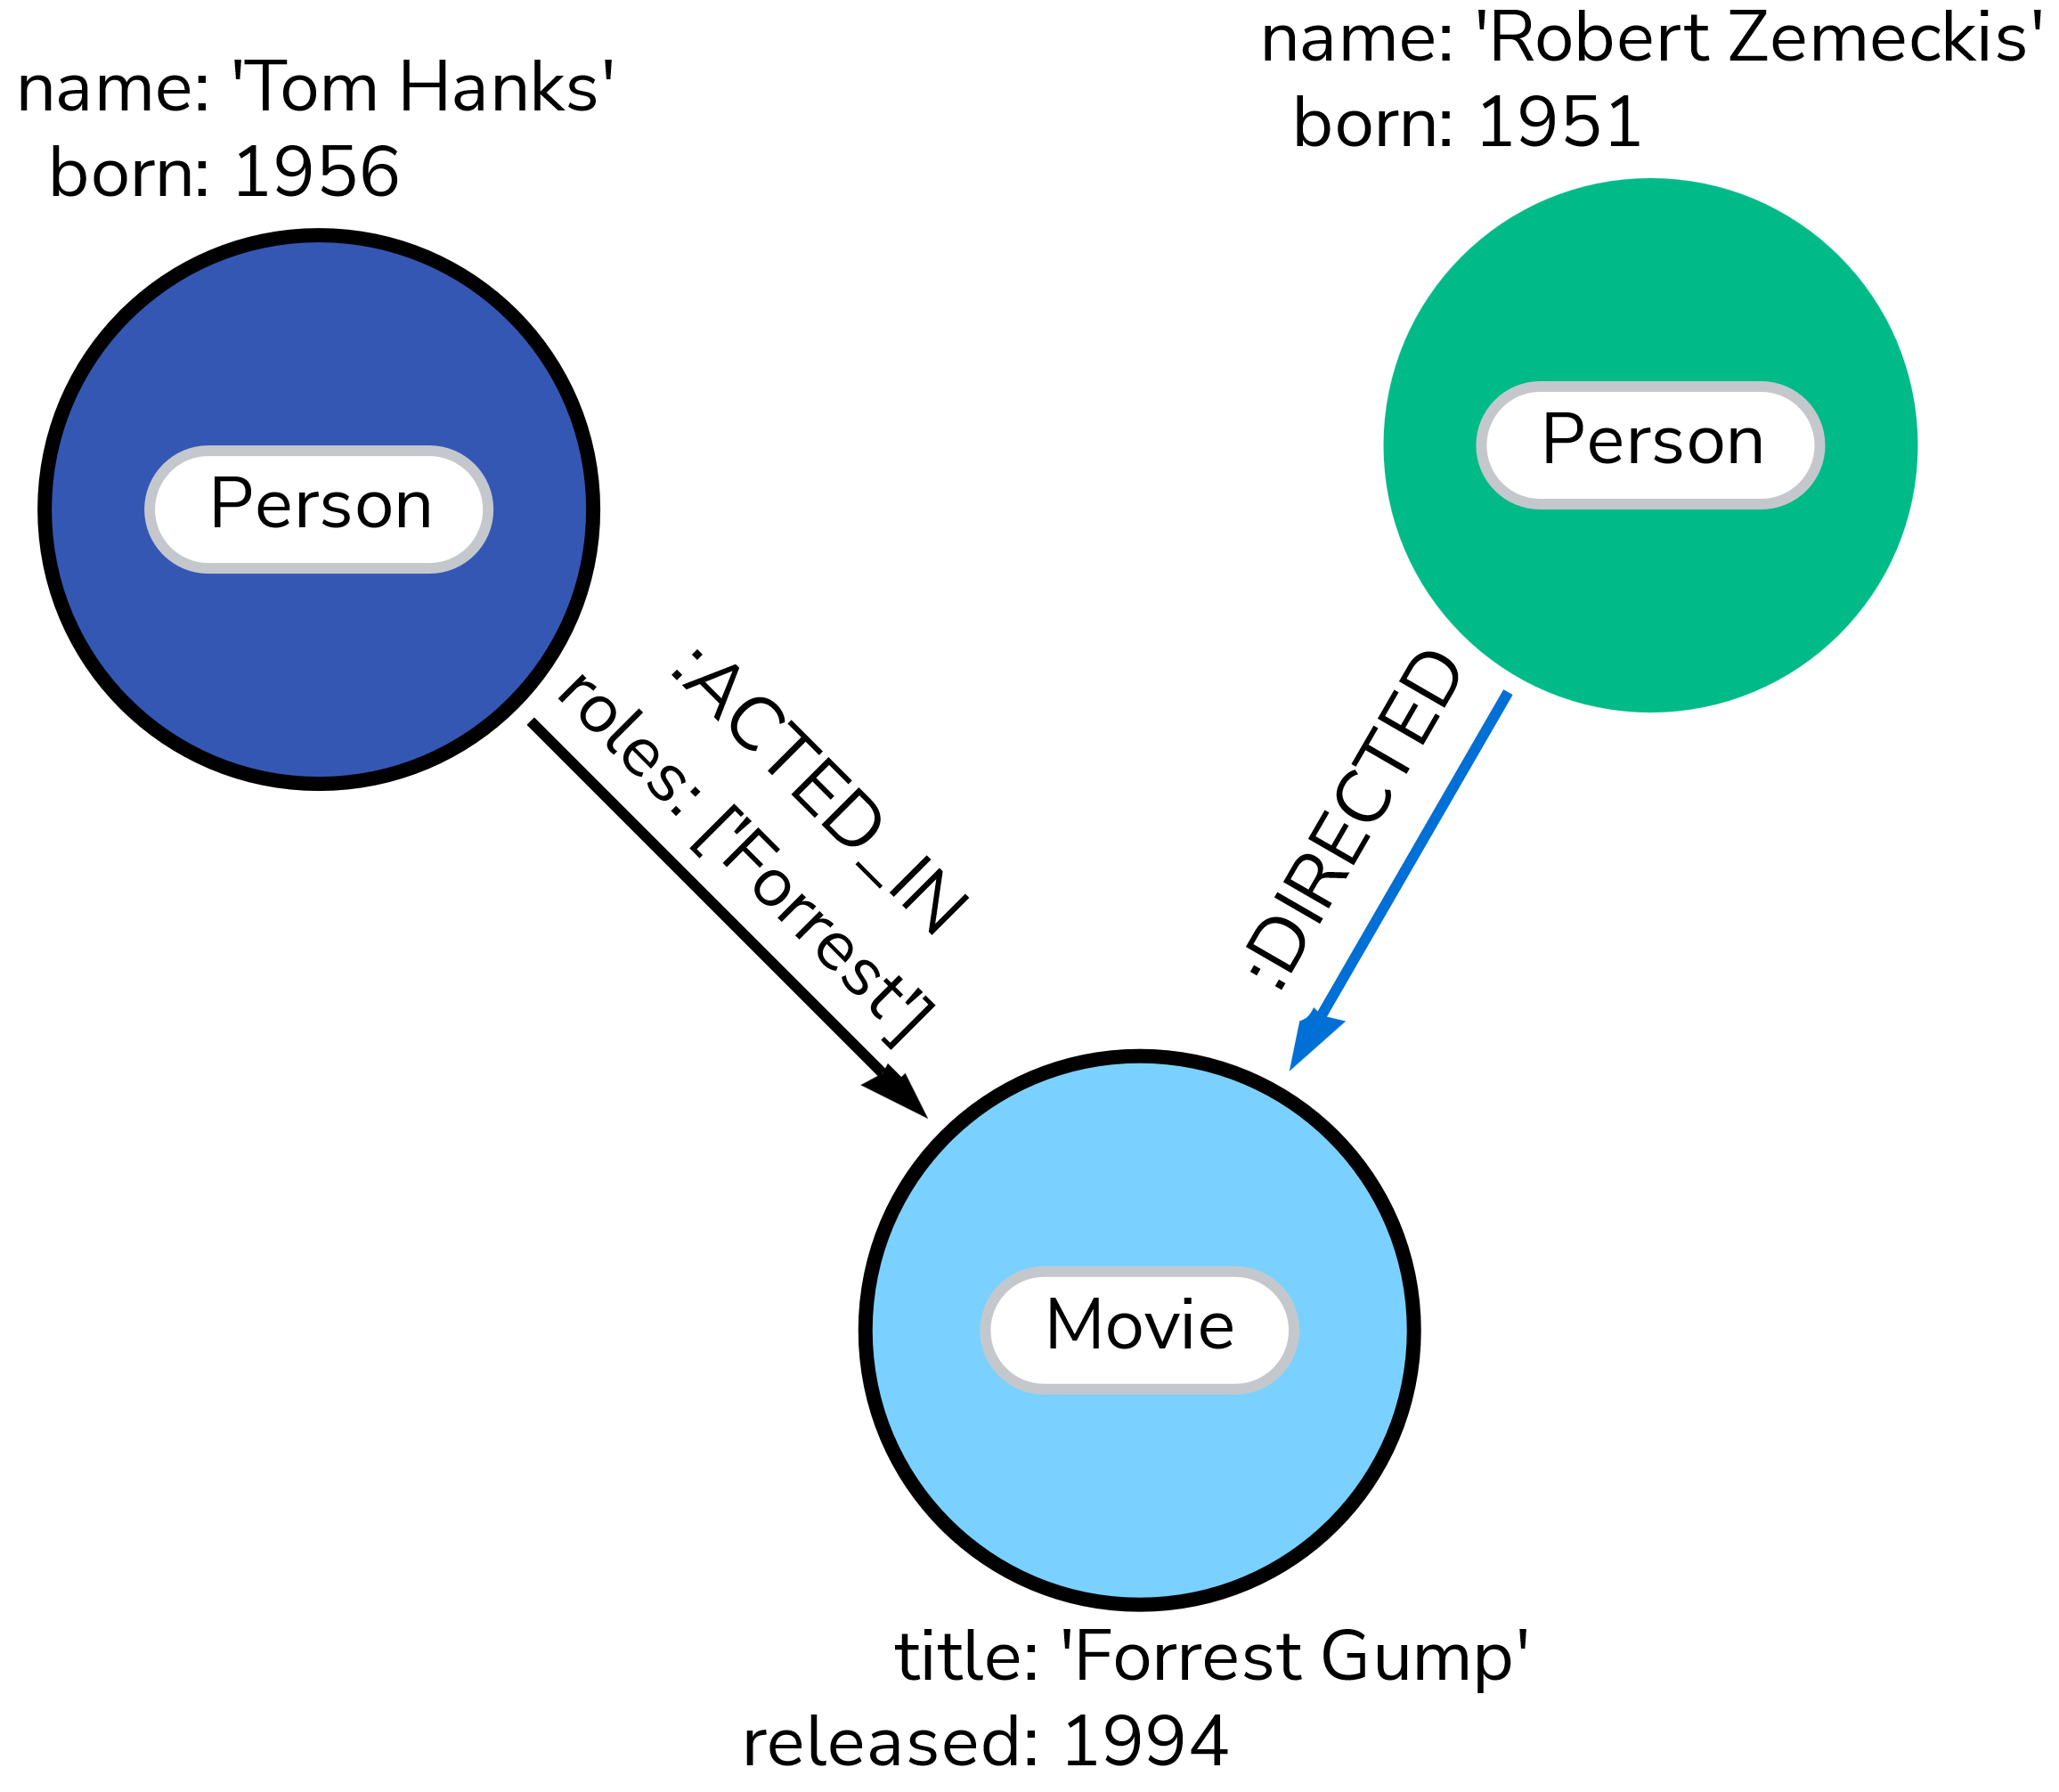 name: 'Tom Hanks'
born: 1956
name: 'Robert Zemeckis'
born: 1951
Person
Person
:ACTED_IN
roles: ['Forrest']
:DIRECTED
Movie
title: 'Forrest Gump'
released: 1994